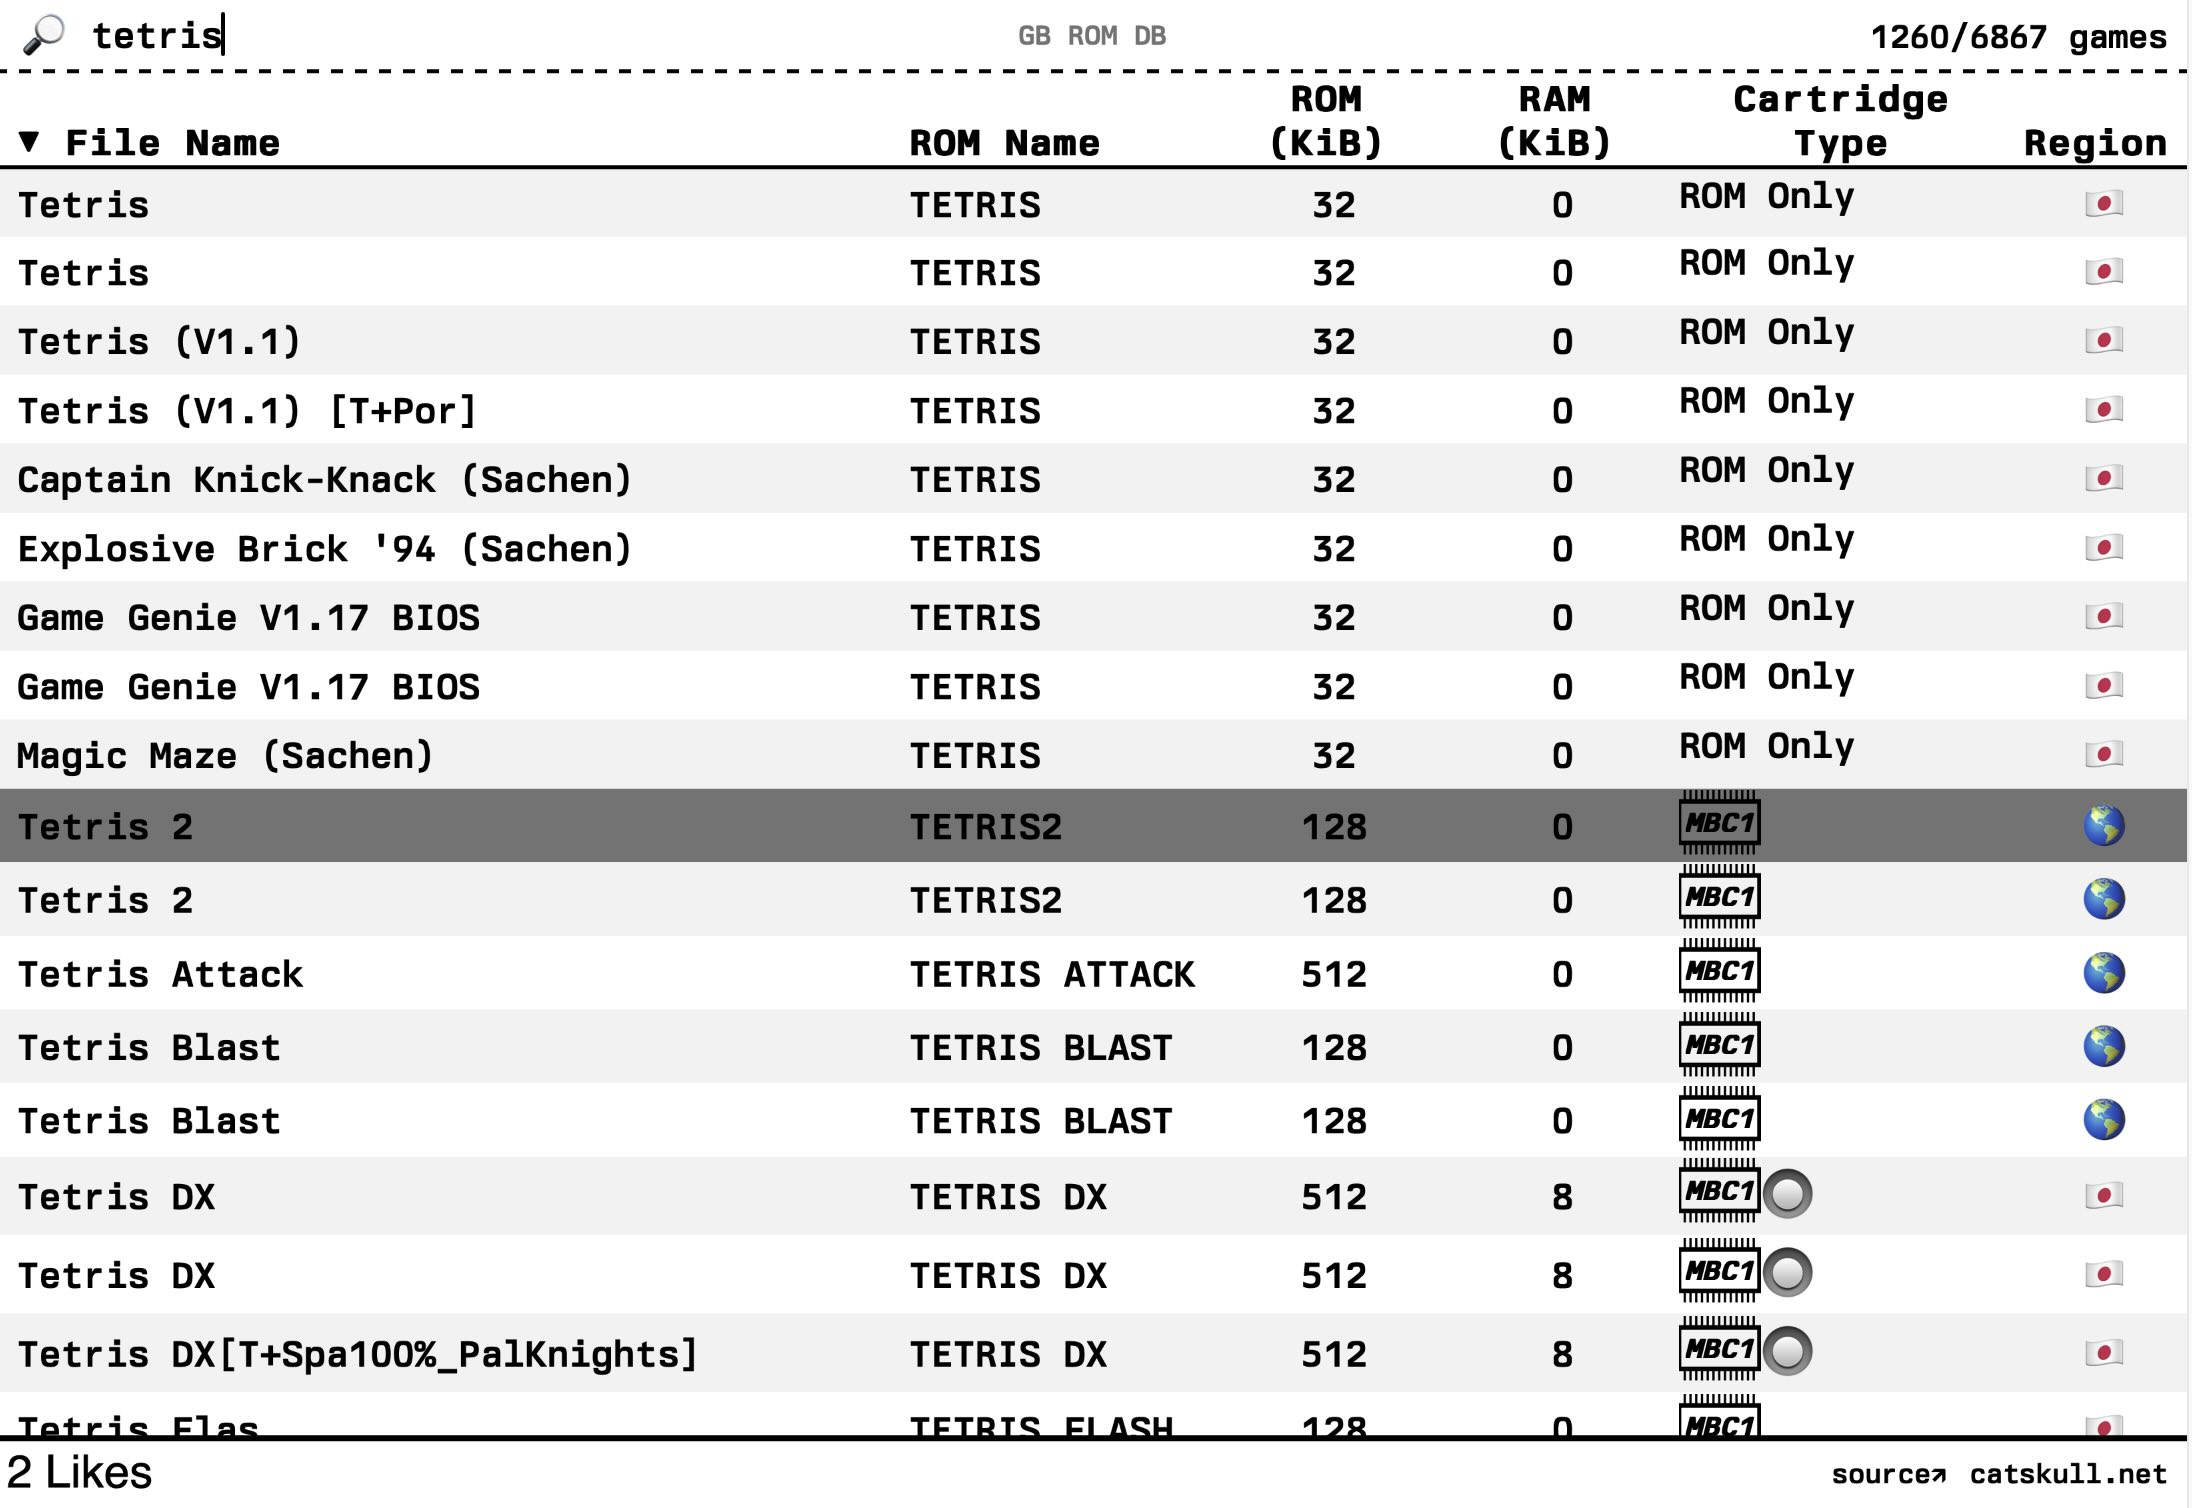 tetris GB ROM DB 1260/6867 games
ROM RAM Cartridge
▼ File Name ROM Name (KiB) (KiB) Type Region
Tetris TETRIS 32 0 ROM Only
Tetris TETRIS 32 0 ROM Only
Tetris (V1.1) TETRIS 32 0 ROM Only
Tetris (V1.1) [T+Por] TETRIS 32 0 ROM Only
Captain Knick-Knack (Sachen) TETRIS 32 0 ROM Only
Explosive Brick '94 (Sachen) TETRIS 32 0 ROM Only
Game Genie V1.17 BIOS TETRIS 32 0 ROM Only
Game Genie V1.17 BIOS TETRIS 32 0 ROM Only
Magic Maze (Sachen) TETRIS 32 0 ROM Only
Tetris 2 TETRIS2 128 0 MBC1
Tetris 2 TETRIS2 128 0 MBC1
Tetris Attack TETRIS ATTACK 512 0 MBC1
Tetris Blast TETRIS BLAST 128 0 MBC1
Tetris Blast TETRIS BLAST 128 0 MBC1
Tetris DX TETRIS DX 512 8 MBC1
Tetris DX TETRIS DX 512 8 MBC1
Tetris DX[T+Spa100%_PalKnights] TETRIS DX 512 8 MBC1
Tetris Flas TETRIS FLASH 128 0 MBC1
2 Likes source↗ catskull.net